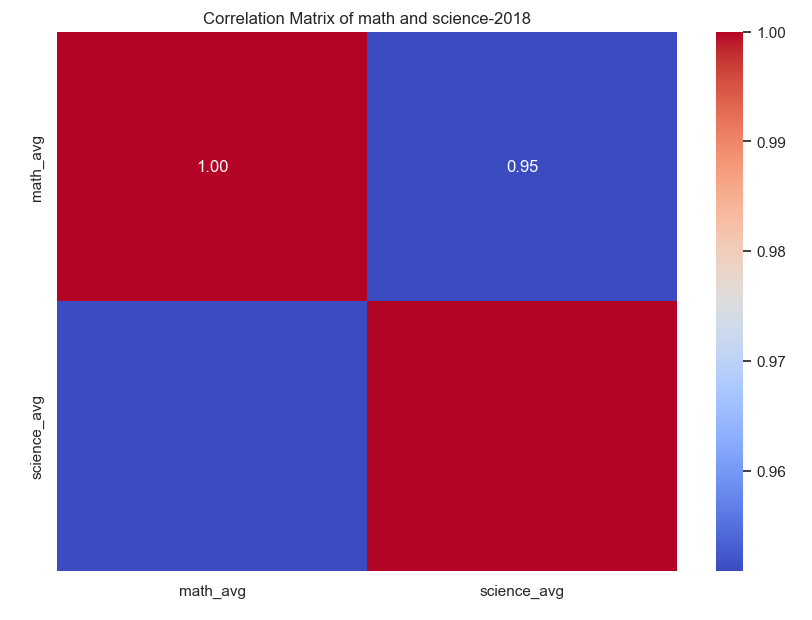 Correlation Matrix of math and science-2018
math_avg
science_avg
1.00
0.95
math_avg
science_avg
1.00
0.99
0.98
0.97
0.96